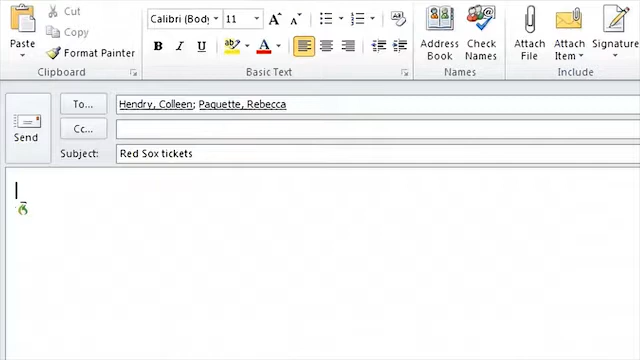 Cut
Calibri (Body 11
Copy
Paste
Format Painter
B I U
Address Book
Check Names
Attach File
Attach Item
Signature
Clipboard
Basic Text
Names
Include
To... Hendry, Colleen; Paquette, Rebecca
Cc...
Send
Subject: Red Sox tickets